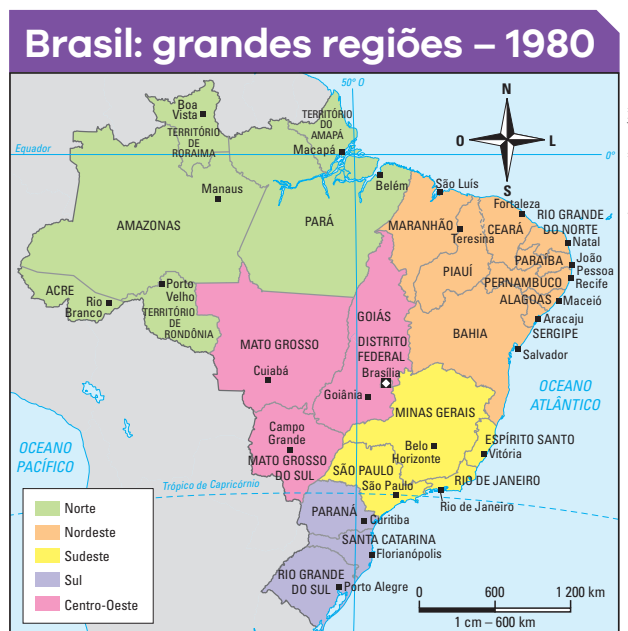 Brasil: grandes regiões – 1980
50° O
N
O
L
S
Equador
0°
Boa
Vista
TERRITÓRIO
DE
RORAIMA
TERRITÓRIO
DO
AMAPÁ
Macapá
Belém
São Luís
Manaus
AMAZONAS
PARÁ
MARANHÃO
Teresina
Fortaleza
CEARÁ
RIO GRANDE
DO NORTE
Natal
PARAÍBA
João
Pessoa
PIAUÍ
PERNAMBUCO
Recife
ALAGOAS
Maceió
Aracaju
SERGIPE
ACRE
Rio
Branco
Porto
Velho
TERRITÓRIO
DE
RONDÔNIA
GOIÁS
BAHIA
Salvador
MATO GROSSO
Cuiabá
DISTRITO
FEDERAL
Brasília
Goiânia
OCEANO
ATLÂNTICO
MINAS GERAIS
Belo
Horizonte
ESPÍRITO SANTO
Vitória
Campo
Grande
MATO GROSSO
DO SUL
OCEANO
PACÍFICO
SÃO PAULO
São Paulo
RIO DE JANEIRO
Rio de Janeiro
Trópico de Capricórnio
PARANÁ
Curitiba
SANTA CATARINA
Florianópolis
RIO GRANDE
DO SUL
Porto Alegre
Norte
Nordeste
Sudeste
Sul
Centro-Oeste
0 600 1 200 km
1 cm – 600 km